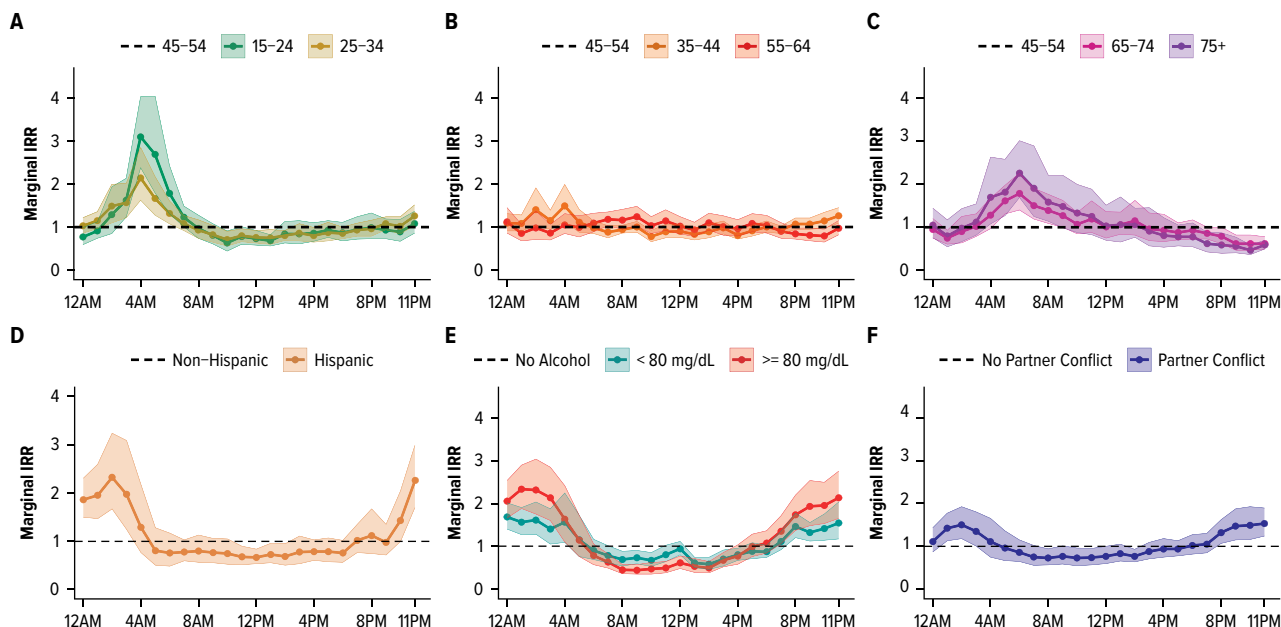 A
45–54 15–24 25–34
Marginal IRR
4
3
2
1
0
12AM 4AM 8AM 12PM 4PM 8PM 11PM
B
45–54 35–44 55–64
Marginal IRR
4
3
2
1
0
12AM 4AM 8AM 12PM 4PM 8PM 11PM
C
45–54 65–74 75+
Marginal IRR
4
3
2
1
0
12AM 4AM 8AM 12PM 4PM 8PM 11PM
D
Non–Hispanic Hispanic
Marginal IRR
4
3
2
1
0
12AM 4AM 8AM 12PM 4PM 8PM 11PM
E
No Alcohol < 80 mg/dL >= 80 mg/dL
Marginal IRR
4
3
2
1
0
12AM 4AM 8AM 12PM 4PM 8PM 11PM
F
No Partner Conflict Partner Conflict
Marginal IRR
4
3
2
1
0
12AM 4AM 8AM 12PM 4PM 8PM 11PM